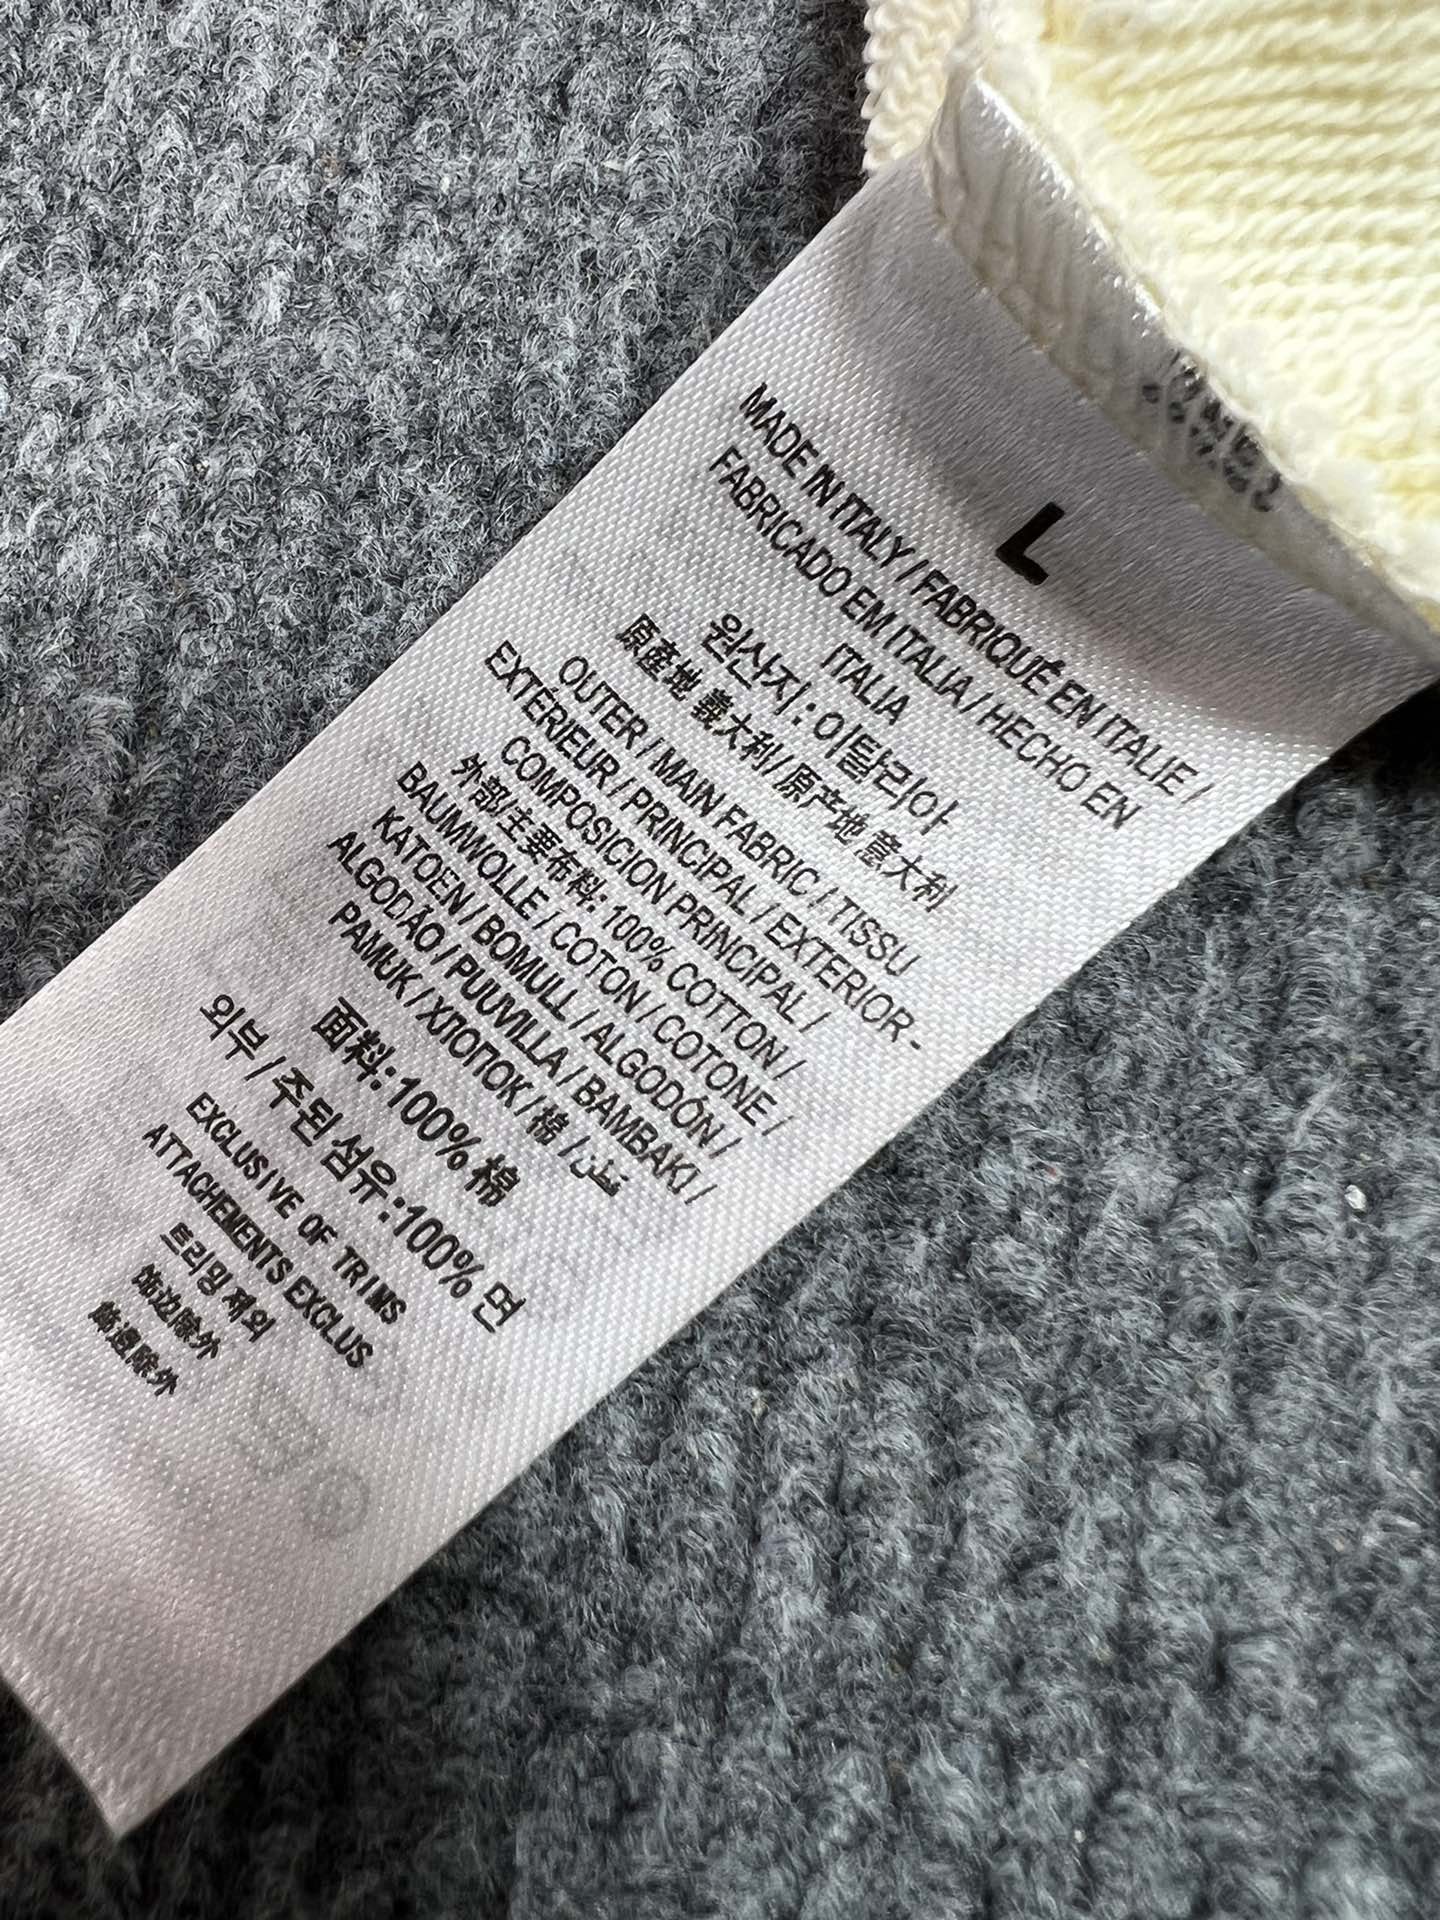 L
MADE IN ITALY / FABRIQUÉ EN ITALIE /
FABRICADO EM ITALIA / HECHO EN
ITALIA
원산지 : 이탈리아
原産地 義大利 / 原产地 意大利
OUTER / MAIN FABRIC / TISSU
EXTÉRIEUR / PRINCIPAL / EXTERIOR -
COMPOSICION PRINCIPAL /
外部/主要布料: 100% COTTON /
BAUMWOLLE / COTON / COTONE /
KATOEN / BOMULL / ALGODÓN /
ALGODÃO / PUUVILLA / BAMBAKI /
PAMUK / ХЛОПОК / 棉 /
面料: 100% 棉
외부 / 주된 섬유 :100% 면
EXCLUSIVE OF TRIMS
ATTACHEMENTS EXCLUS
트리밍 제외
饰边除外
飾邊除外